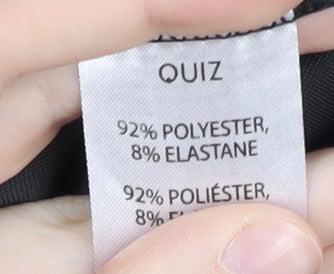 QUIZ
92% POLYESTER,
8% ELASTANE
92% POLIÉSTER,
8%